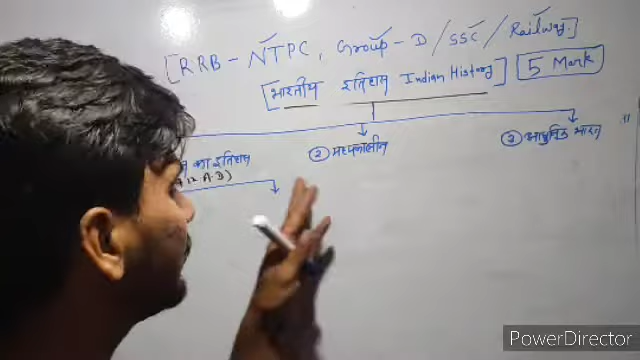 [RRB - NTPC, Group - D / SSC / Railway.]
[भारतीय इतिहास Indian History] [5 Mark]
का इतिहास
② मध्यकालीन
③ आधुनिक भारत
12 A.D)
PowerDirector